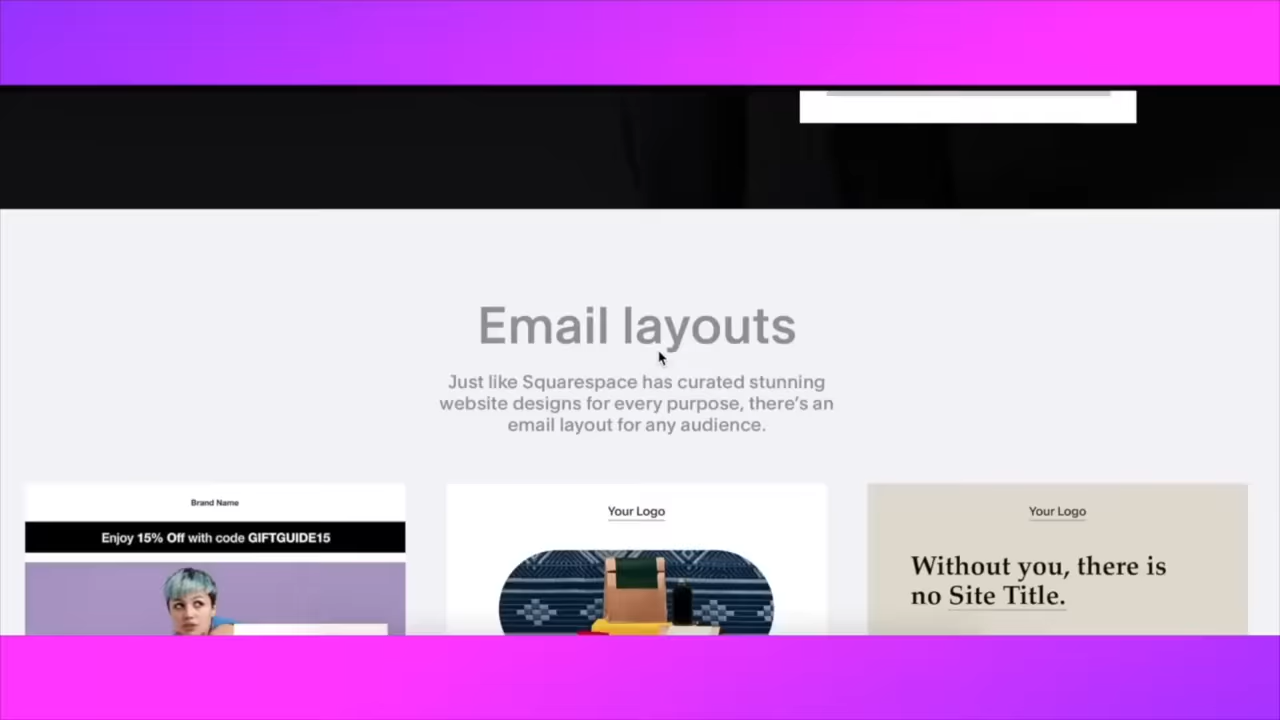 Email layouts
Just like Squarespace has curated stunning
website designs for every purpose, there's an
email layout for any audience.
Brand Name
Enjoy 15% Off with code GIFTGUIDE15
Your Logo
Your Logo
Without you, there is
no Site Title.